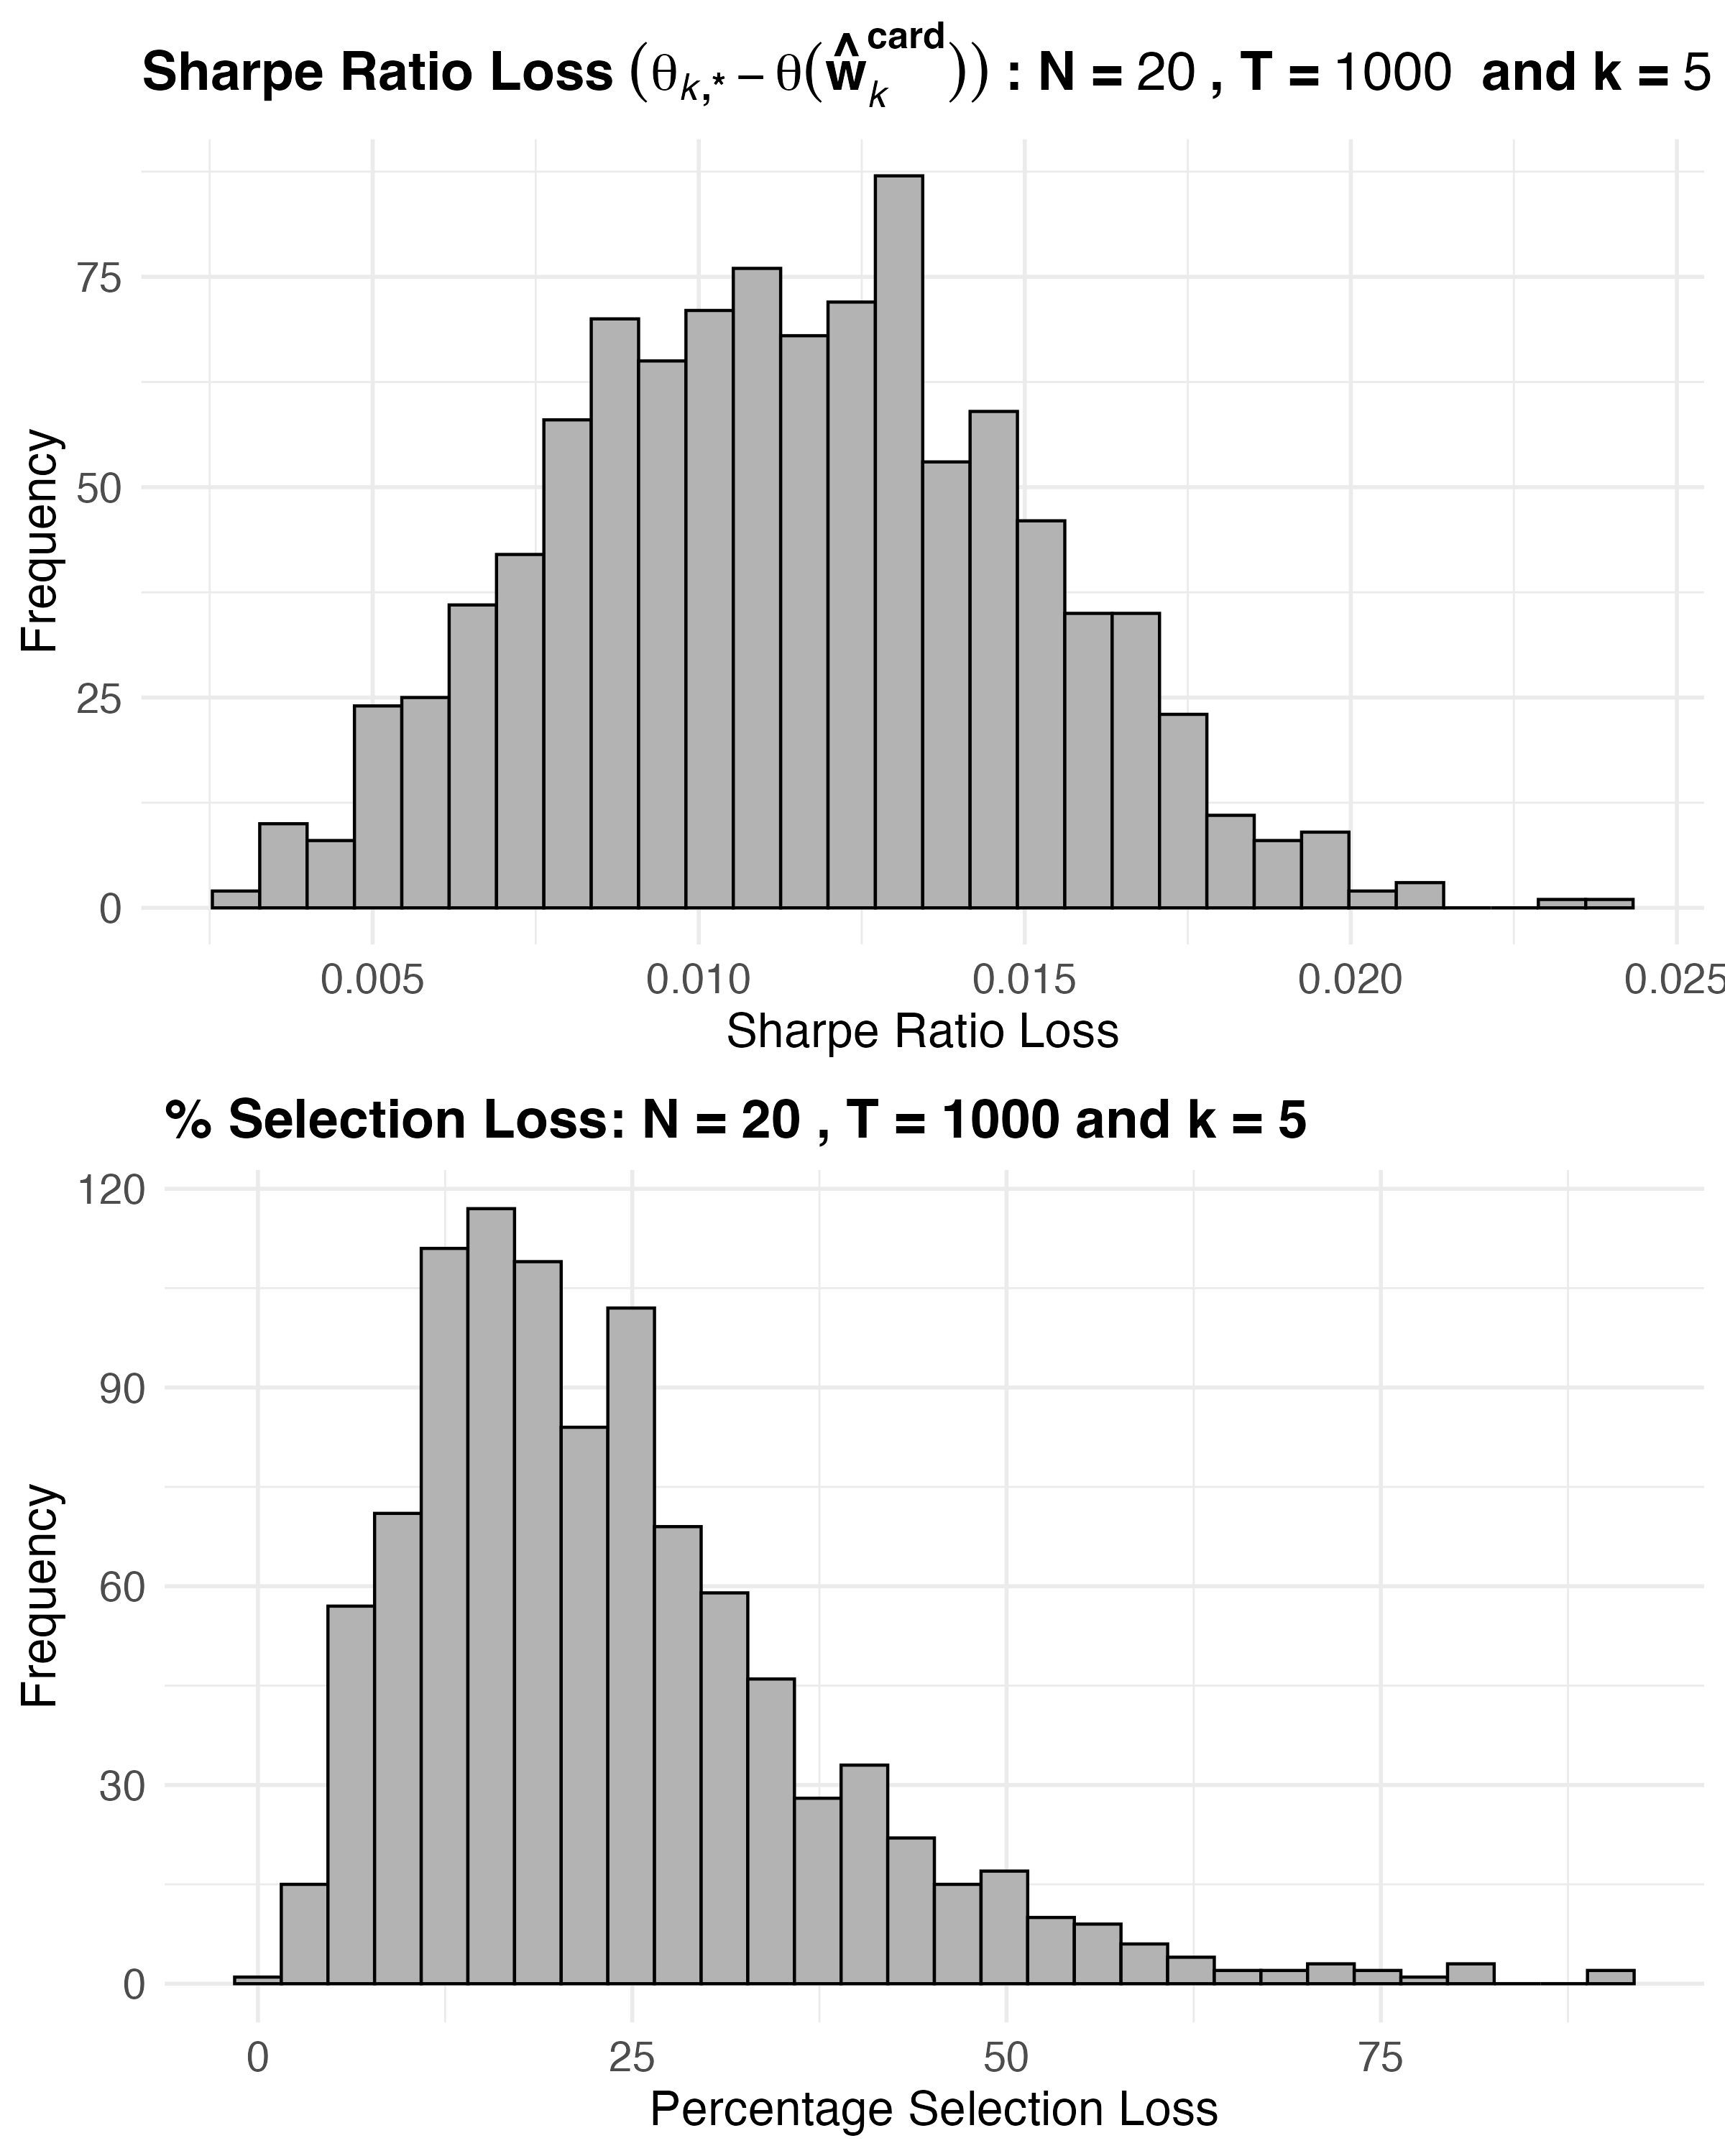 Sharpe Ratio Loss (θk,* − θ(ŵk^card)) : N = 20 , T = 1000 and k = 5
75
50
25
0
Frequency
0.005 0.010 0.015 0.020 0.025
Sharpe Ratio Loss
% Selection Loss: N = 20 , T = 1000 and k = 5
120
90
60
30
0
Frequency
0 25 50 75
Percentage Selection Loss